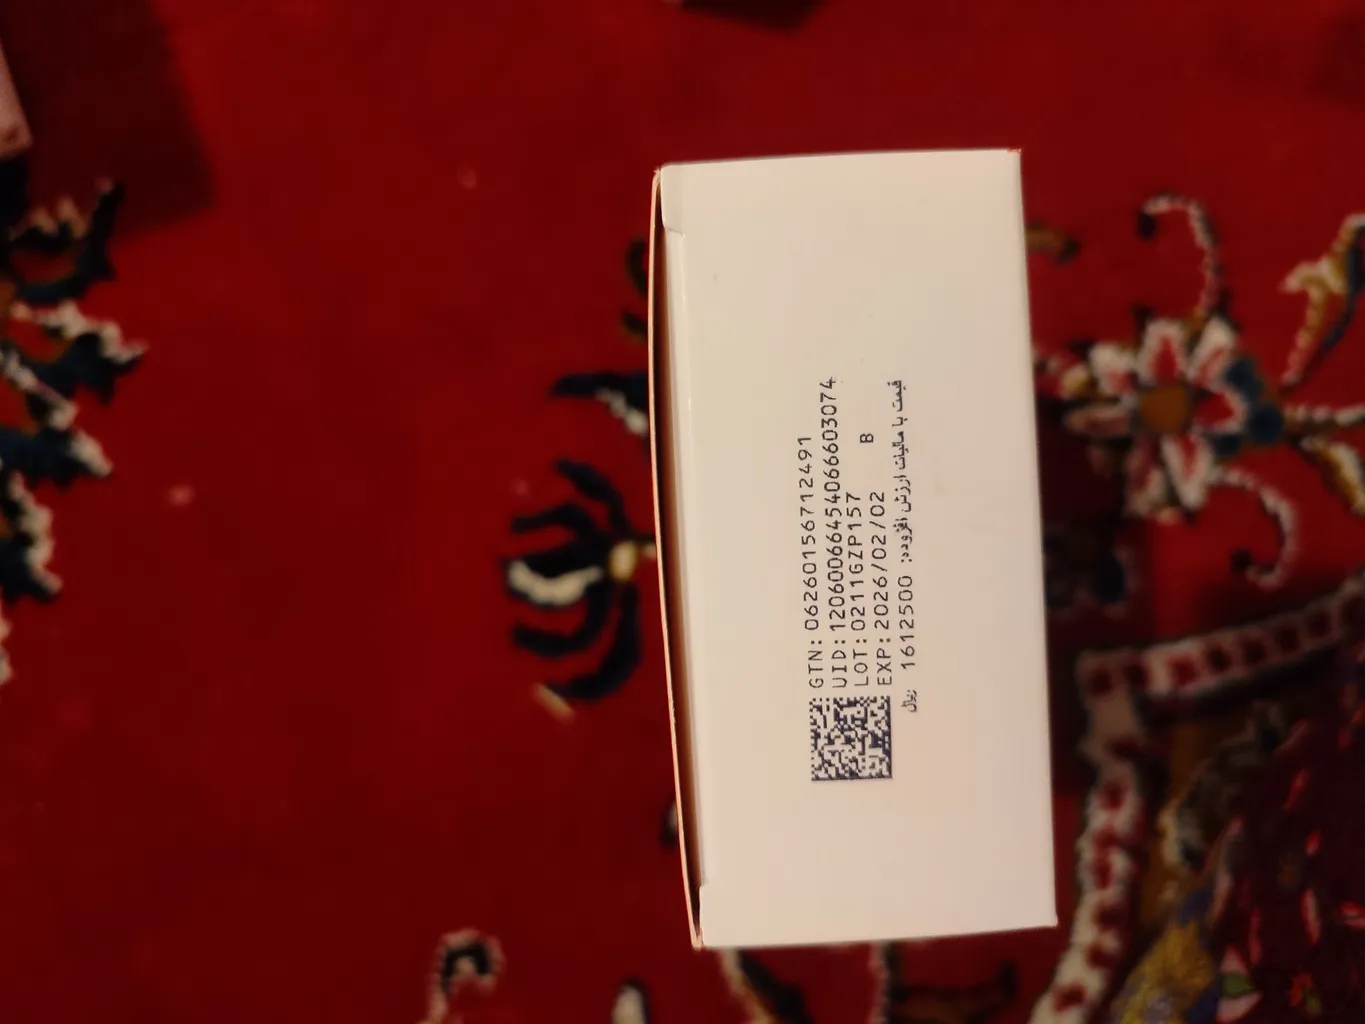 GTN: 06260156712491
UID: 12060066454066603074
LOT: 0211GZP157
B
EXP: 2026/02/02
قیمت با مالیات ارزش افزوده: 1612500 ریال